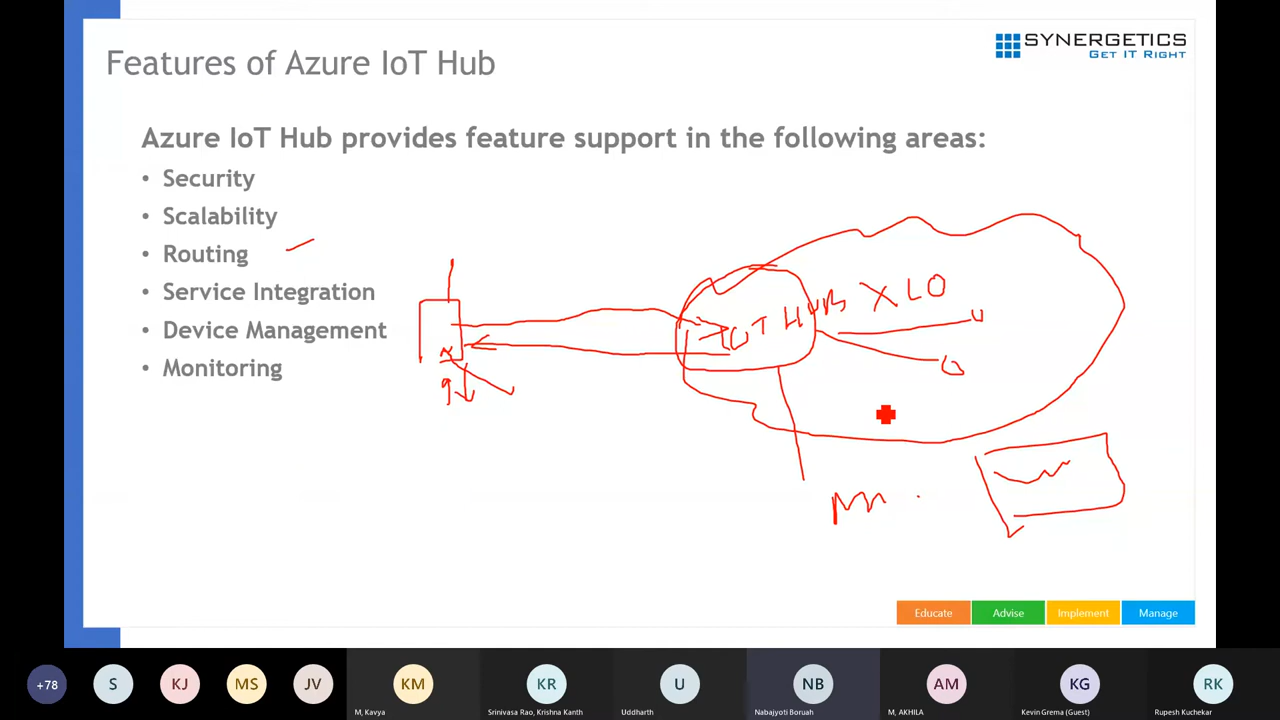 Features of Azure IoT Hub
SYNERGETICS
GET IT RIGHT
Azure IoT Hub provides feature support in the following areas:
• Security
• Scalability
• Routing
• Service Integration
• Device Management
• Monitoring
IOT HUB
Educate
Advise
Implement
Manage
+78
S
KJ
MS
JV
KM
KR
U
NB
AM
KG
RK
M, Kavya
Srinivasa Rao, Krishna Kanth
Uddharth
Nabajyoti Boruah
M, AKHILA
Kevin Grema (Guest)
Rupesh Kuchekar